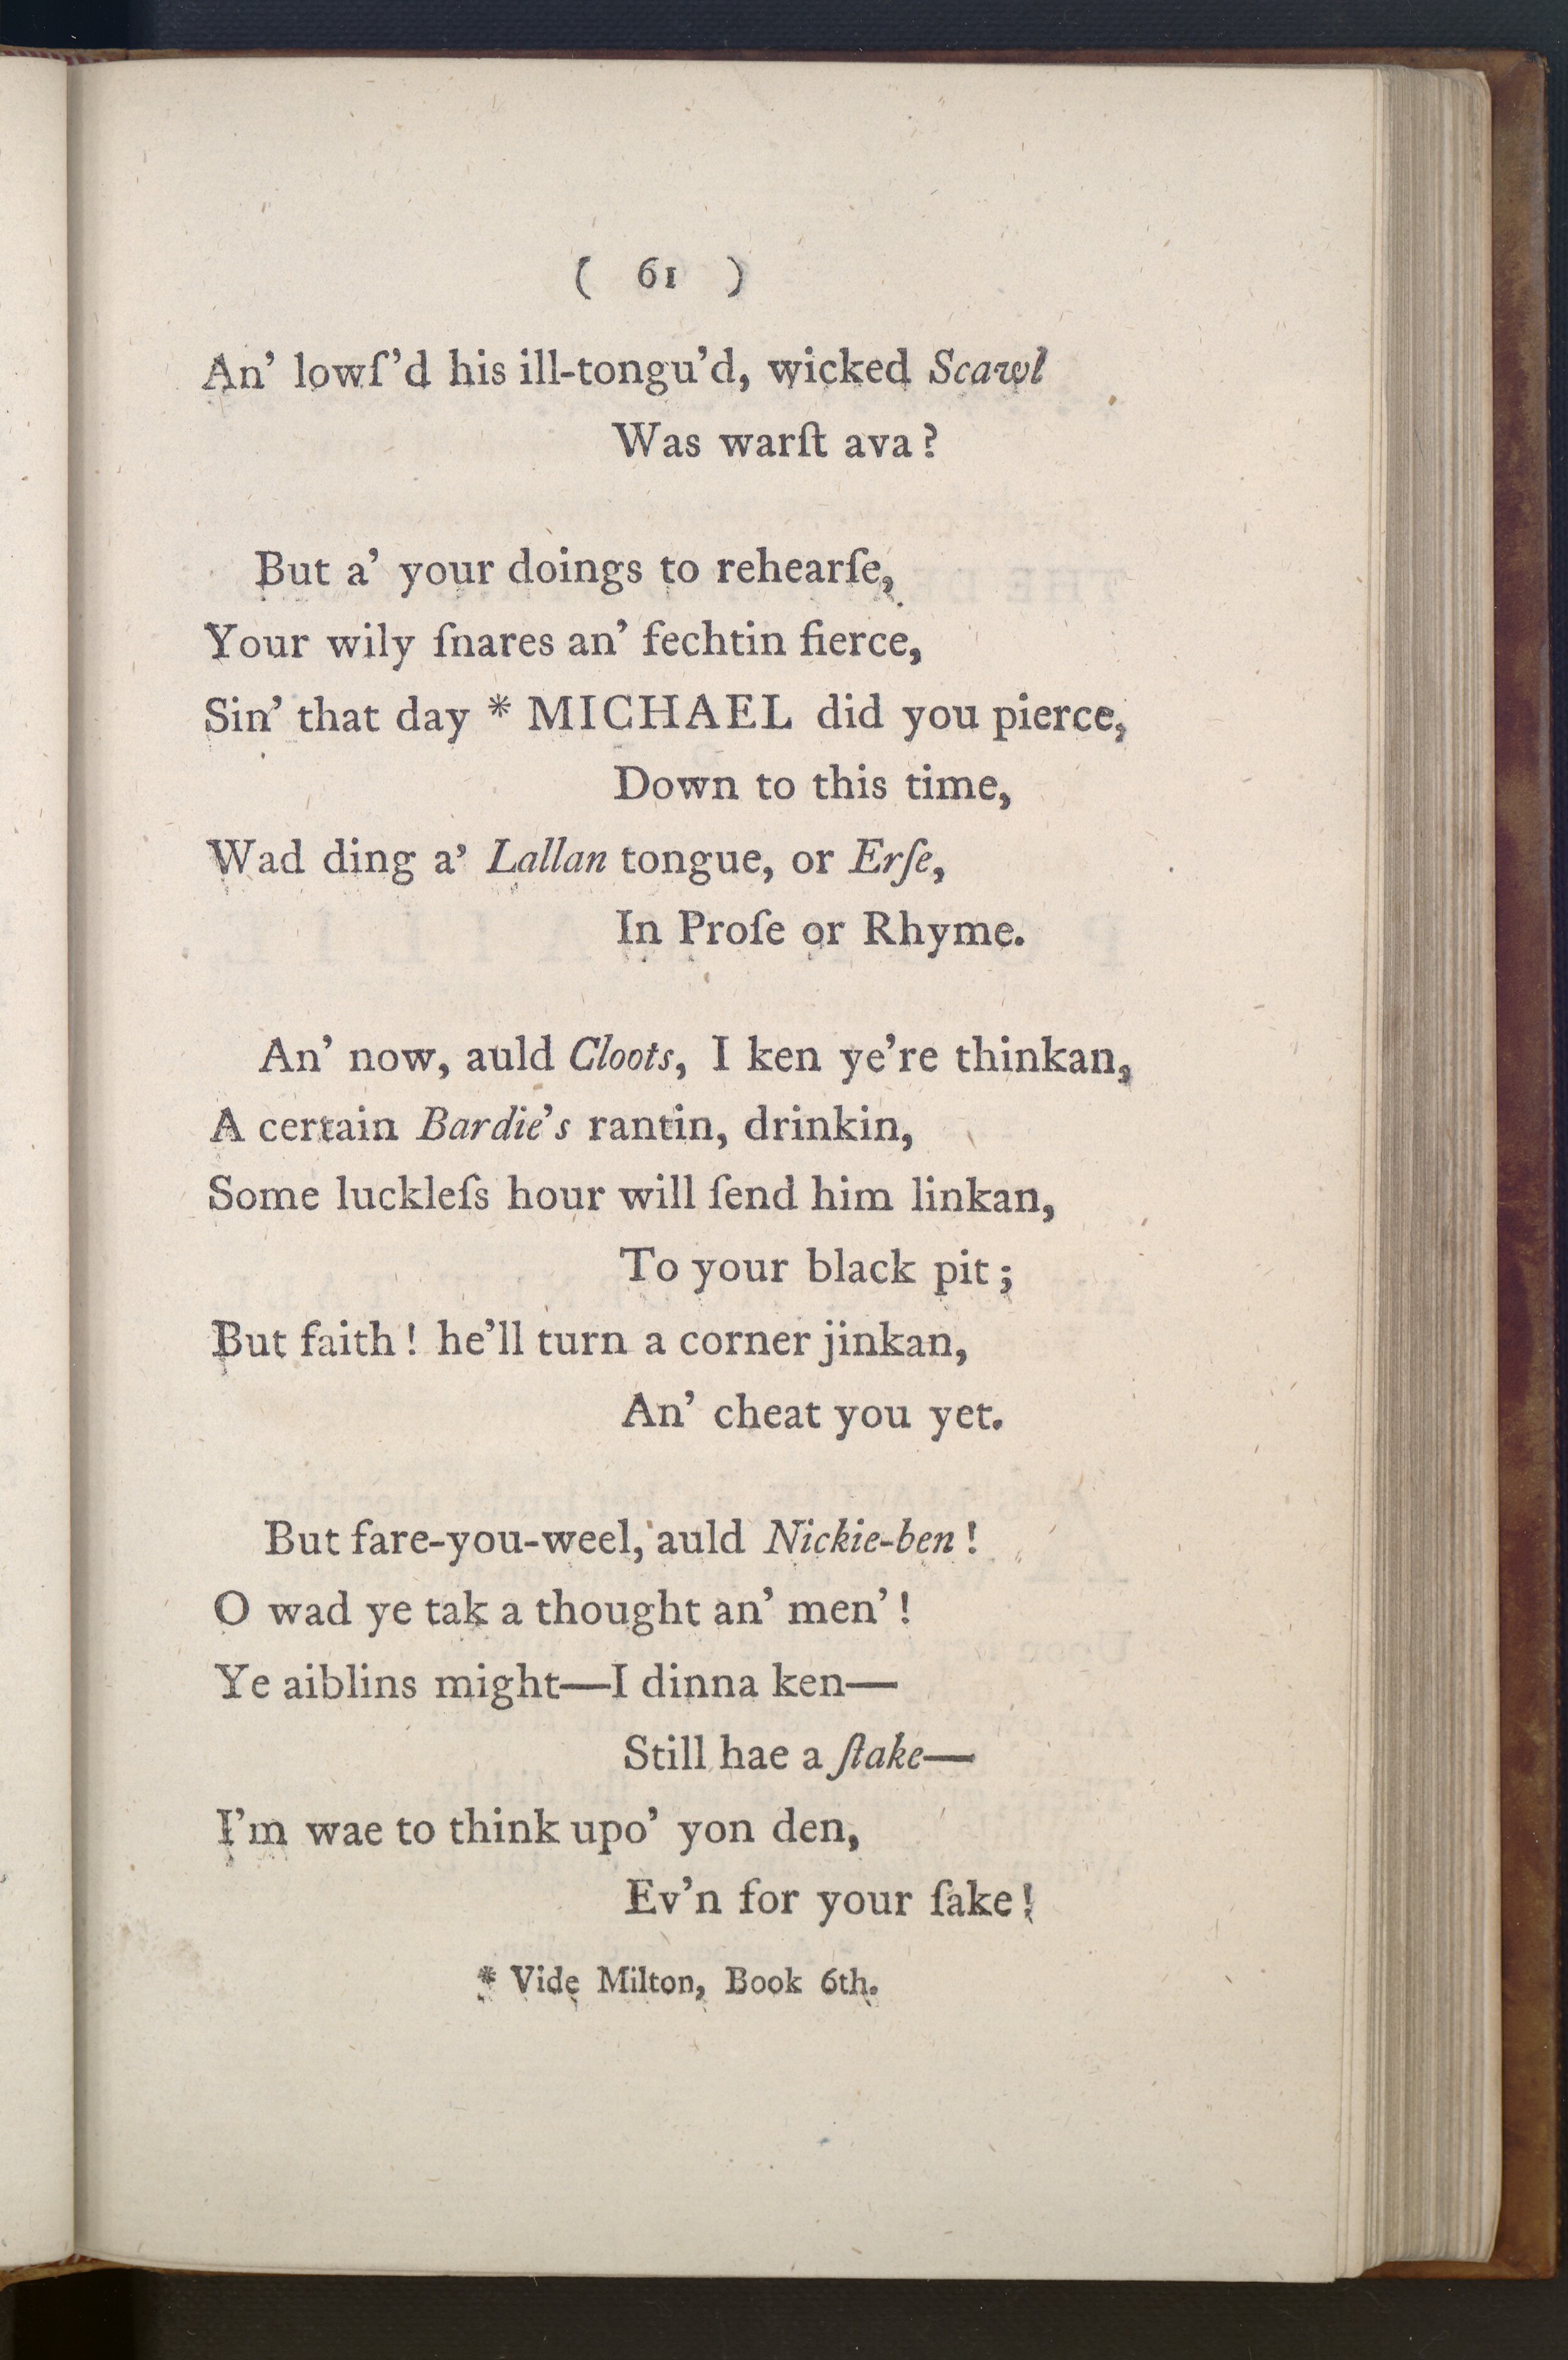 ( 61 )
An’ lowſ’d his ill-tongu’d, wicked Scawl
Was warſt ava?
But a’ your doings to rehearſe,
Your wily ſnares an’ fechtin fierce,
Sin’ that day * MICHAEL did you pierce,
Down to this time,
Wad ding a’ Lallan tongue, or Erſe,
In Proſe or Rhyme.
An’ now, auld Cloots, I ken ye’re thinkan,
A certain Bardie’s rantin, drinkin,
Some luckleſs hour will ſend him linkan,
To your black pit;
But faith! he’ll turn a corner jinkan,
An’ cheat you yet.
But fare-you-weel, auld Nickie-ben!
O wad ye tak a thought an’ men’!
Ye aiblins might—I dinna ken—
Still hae a ſtake—
I’m wae to think upo’ yon den,
Ev’n for your ſake!
* Vide Milton, Book 6th.